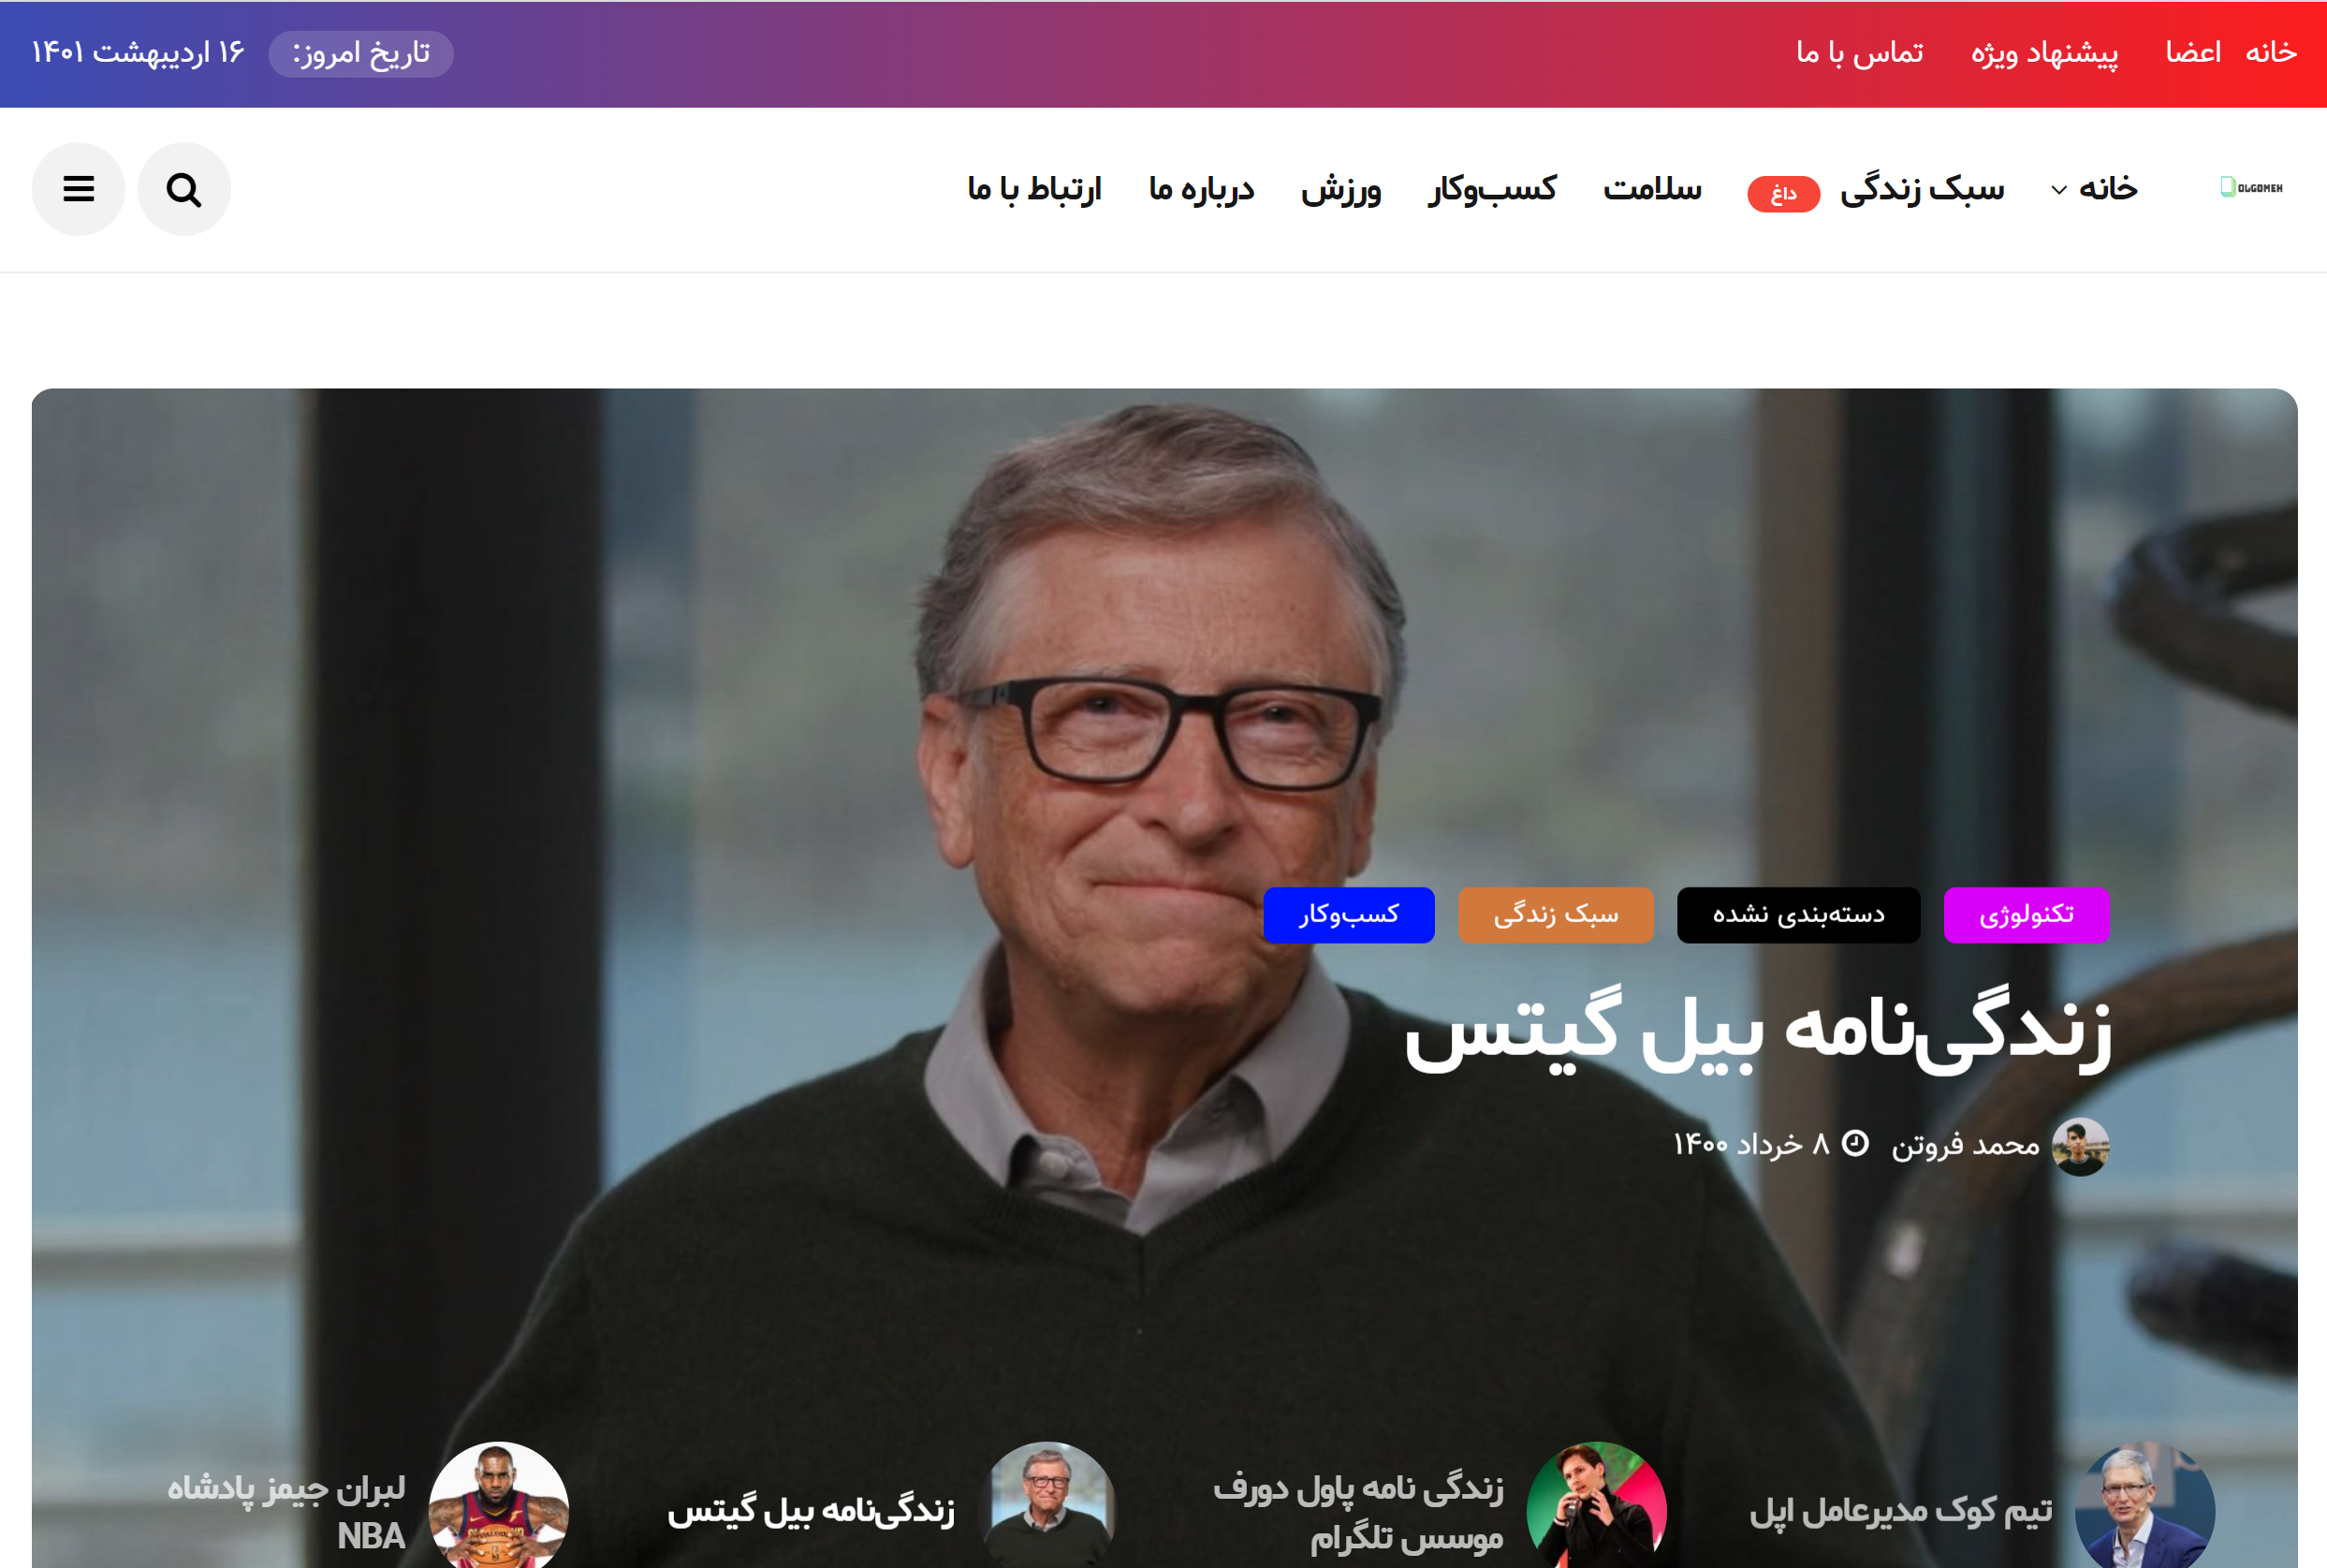 خانه اعضا پیشنهاد ویژه تماس با ما
تاریخ امروز: ۱۶ اردیبهشت ۱۴۰۱
OLGOMEH
خانه سبک زندگی داغ سلامت کسب‌وکار ورزش درباره ما ارتباط با ما
تکنولوژی دسته‌بندی نشده سبک زندگی کسب‌وکار
زندگی‌نامه بیل گیتس
محمد فروتن ۸ خرداد ۱۴۰۰
تیم کوک مدیرعامل اپل
زندگی نامه پاول دورف
موسس تلگرام
زندگی‌نامه بیل گیتس
لبران جیمز پادشاه
NBA